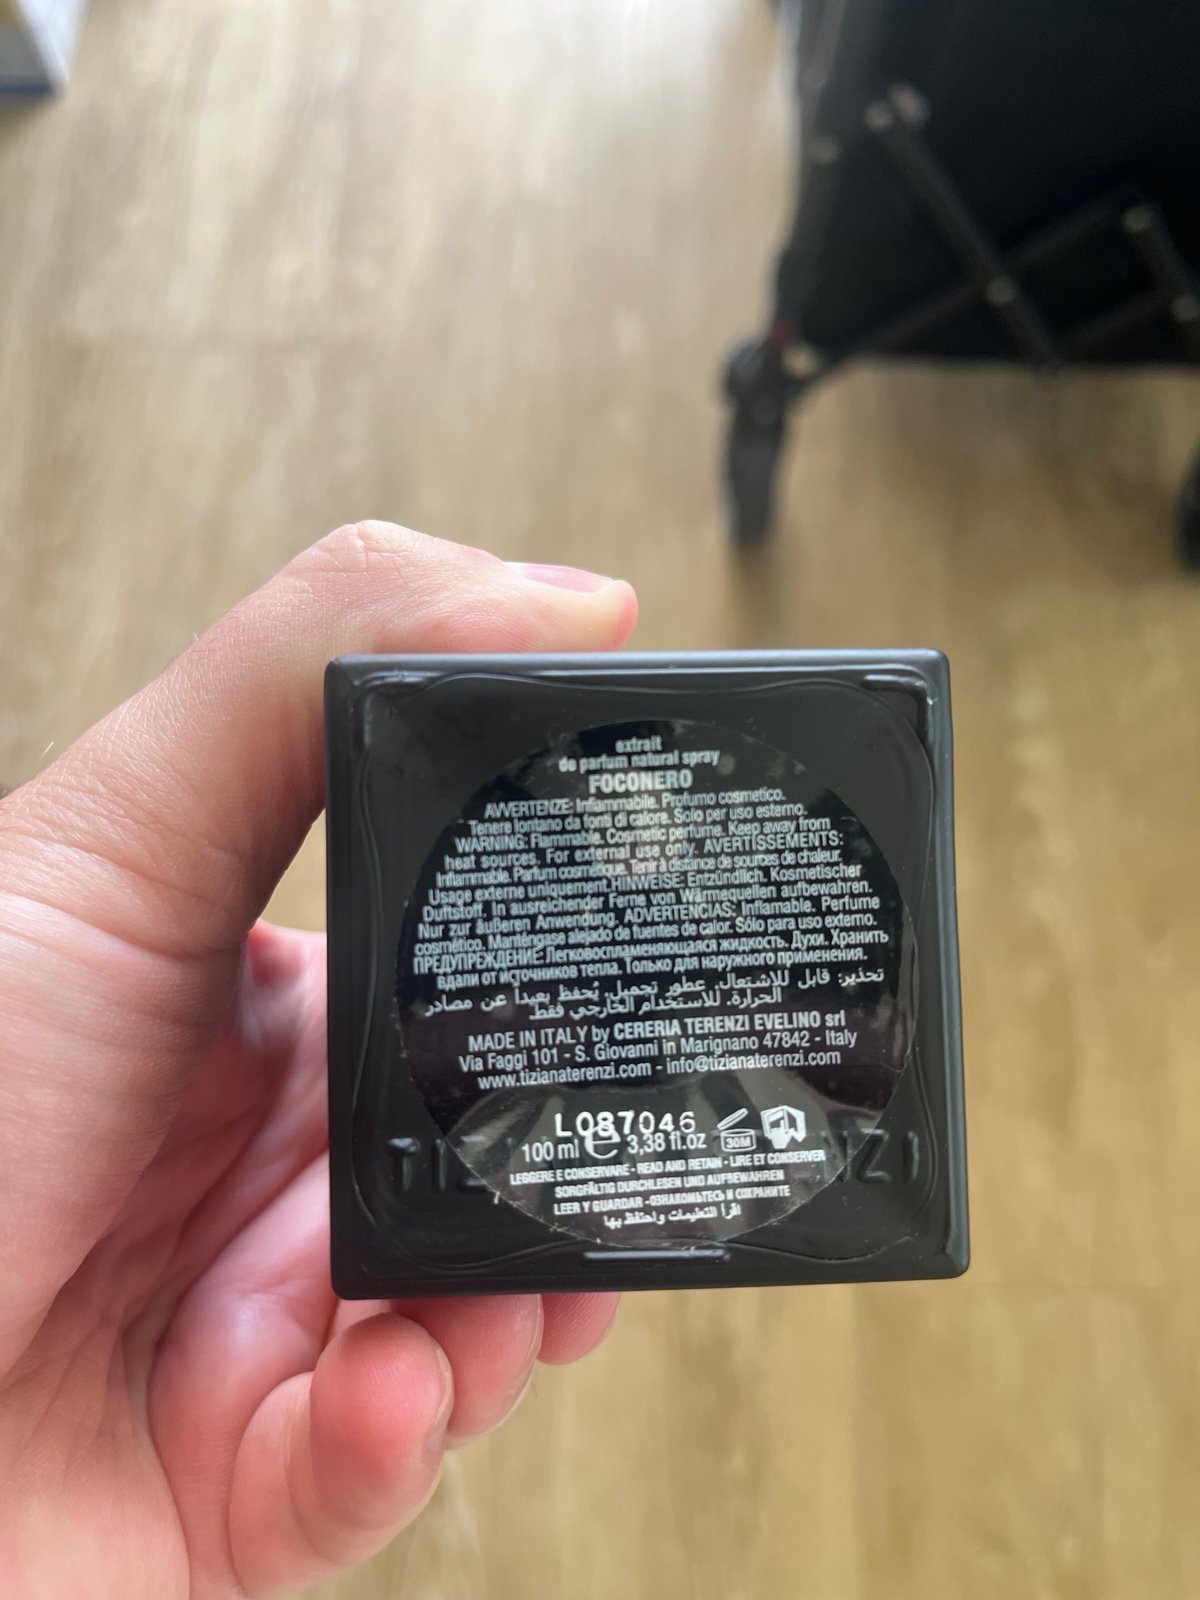 extrait
de parfum natural spray
FOCONERO
AVVERTENZE: Infiammabile. Profumo cosmetico.
Tenere lontano da fonti di calore. Solo per uso esterno.
WARNING: Flammable. Cosmetic perfume. Keep away from
heat sources. For external use only. AVERTISSEMENTS:
Inflammable. Parfum cosmétique. Tenir à distance de sources de chaleur.
Usage externe uniquement.HINWEISE: Entzündlich. Kosmetischer
Duftstoff. In ausreichender Ferne von Wärmequellen aufbewahren.
Nur zur äußeren Anwendung. ADVERTENCIAS: Inflamable. Perfume
cosmético. Manténgase alejado de fuentes de calor. Sólo para uso externo.
ПРЕДУПРЕЖДЕНИЕ: Легковоспламеняющаяся жидкость. Духи. Хранить
вдали от источников тепла. Только для наружного применения.
تحذير: قابل للاشتعال. عطور تجميل. يُحفظ بعيداً عن مصادر
الحرارة. للاستخدام الخارجي فقط.
MADE IN ITALY by CERERIA TERENZI EVELINO srl
Via Faggi 101 - S. Giovanni in Marignano 47842 - Italy
www.tizianaterenzi.com - info@tizianaterenzi.com
L087046
100 ml e 3,38 fl.oz 30M
LEGGERE E CONSERVARE - READ AND RETAIN - LIRE ET CONSERVER
SORGFÄLTIG DURCHLESEN UND AUFBEWAHREN
LEER Y GUARDAR -ОЗНАКОМЬТЕСЬ И СОХРАНИТЕ
اقرأ التعليمات واحتفظ بها